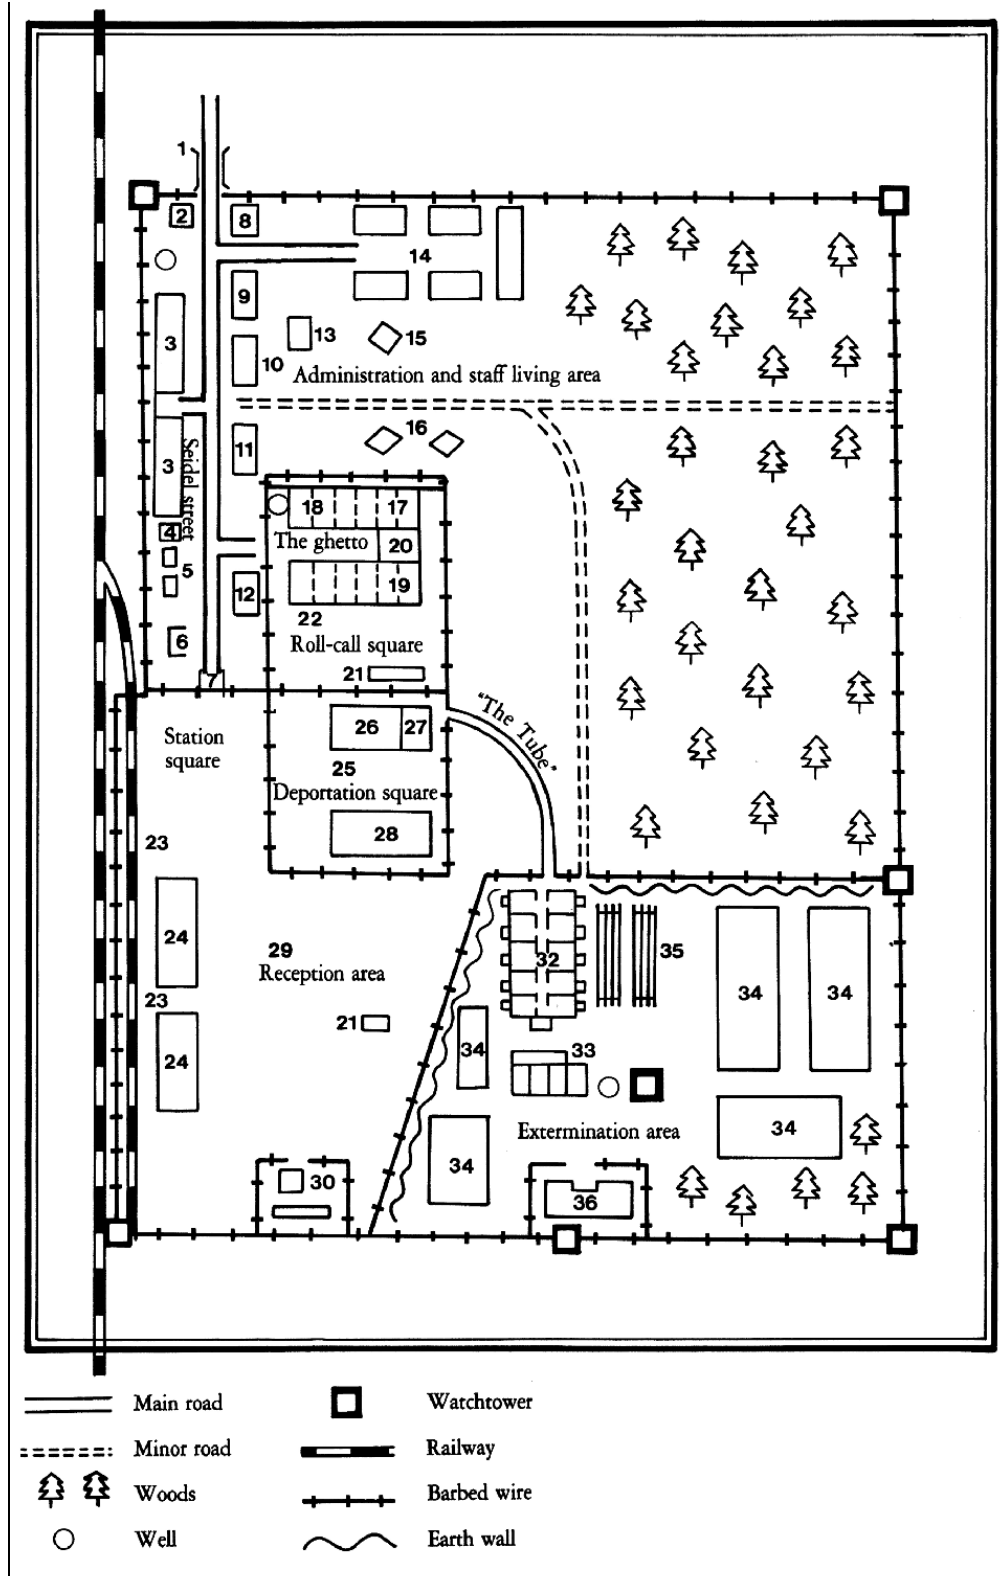 1
2
8
14
9
3
13
15
10
Administration and staff living area
16
11
3
Seidel street
18
17
4
The ghetto
20
5
19
12
22
6
Roll-call square
21
7
"The Tube"
26
27
Station
square
25
Deportation square
28
23
24
29
32
35
Reception area
34
34
23
21
24
34
33
Extermination area
34
34
30
36
Main road
Watchtower
Minor road
Railway
Woods
Barbed wire
Well
Earth wall